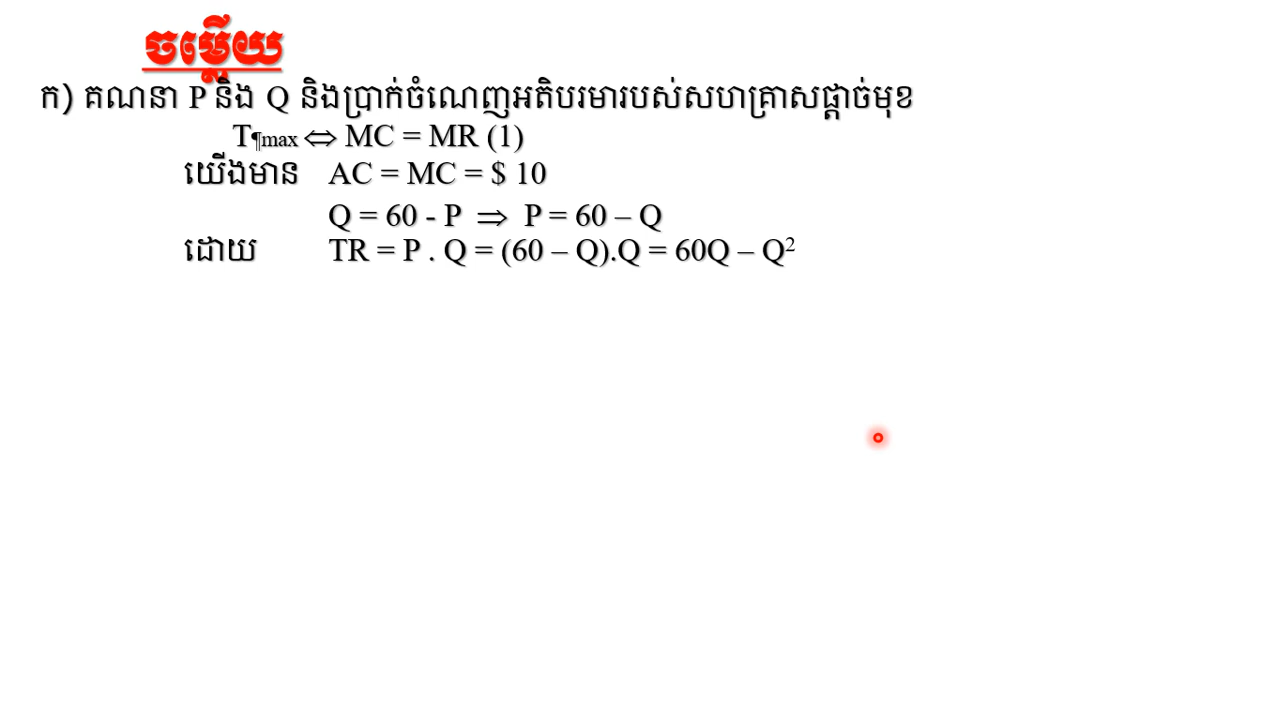 ចម្លើយ
ក) គណនា P និង Q និងប្រាក់ចំណេញអតិបរមារបស់សហគ្រាសផ្តាច់មុខ
T¶max ⇔ MC = MR (1)
យើងមាន AC = MC = $ 10
Q = 60 - P ⇒ P = 60 – Q
ដោយ TR = P . Q = (60 – Q).Q = 60Q – Q²